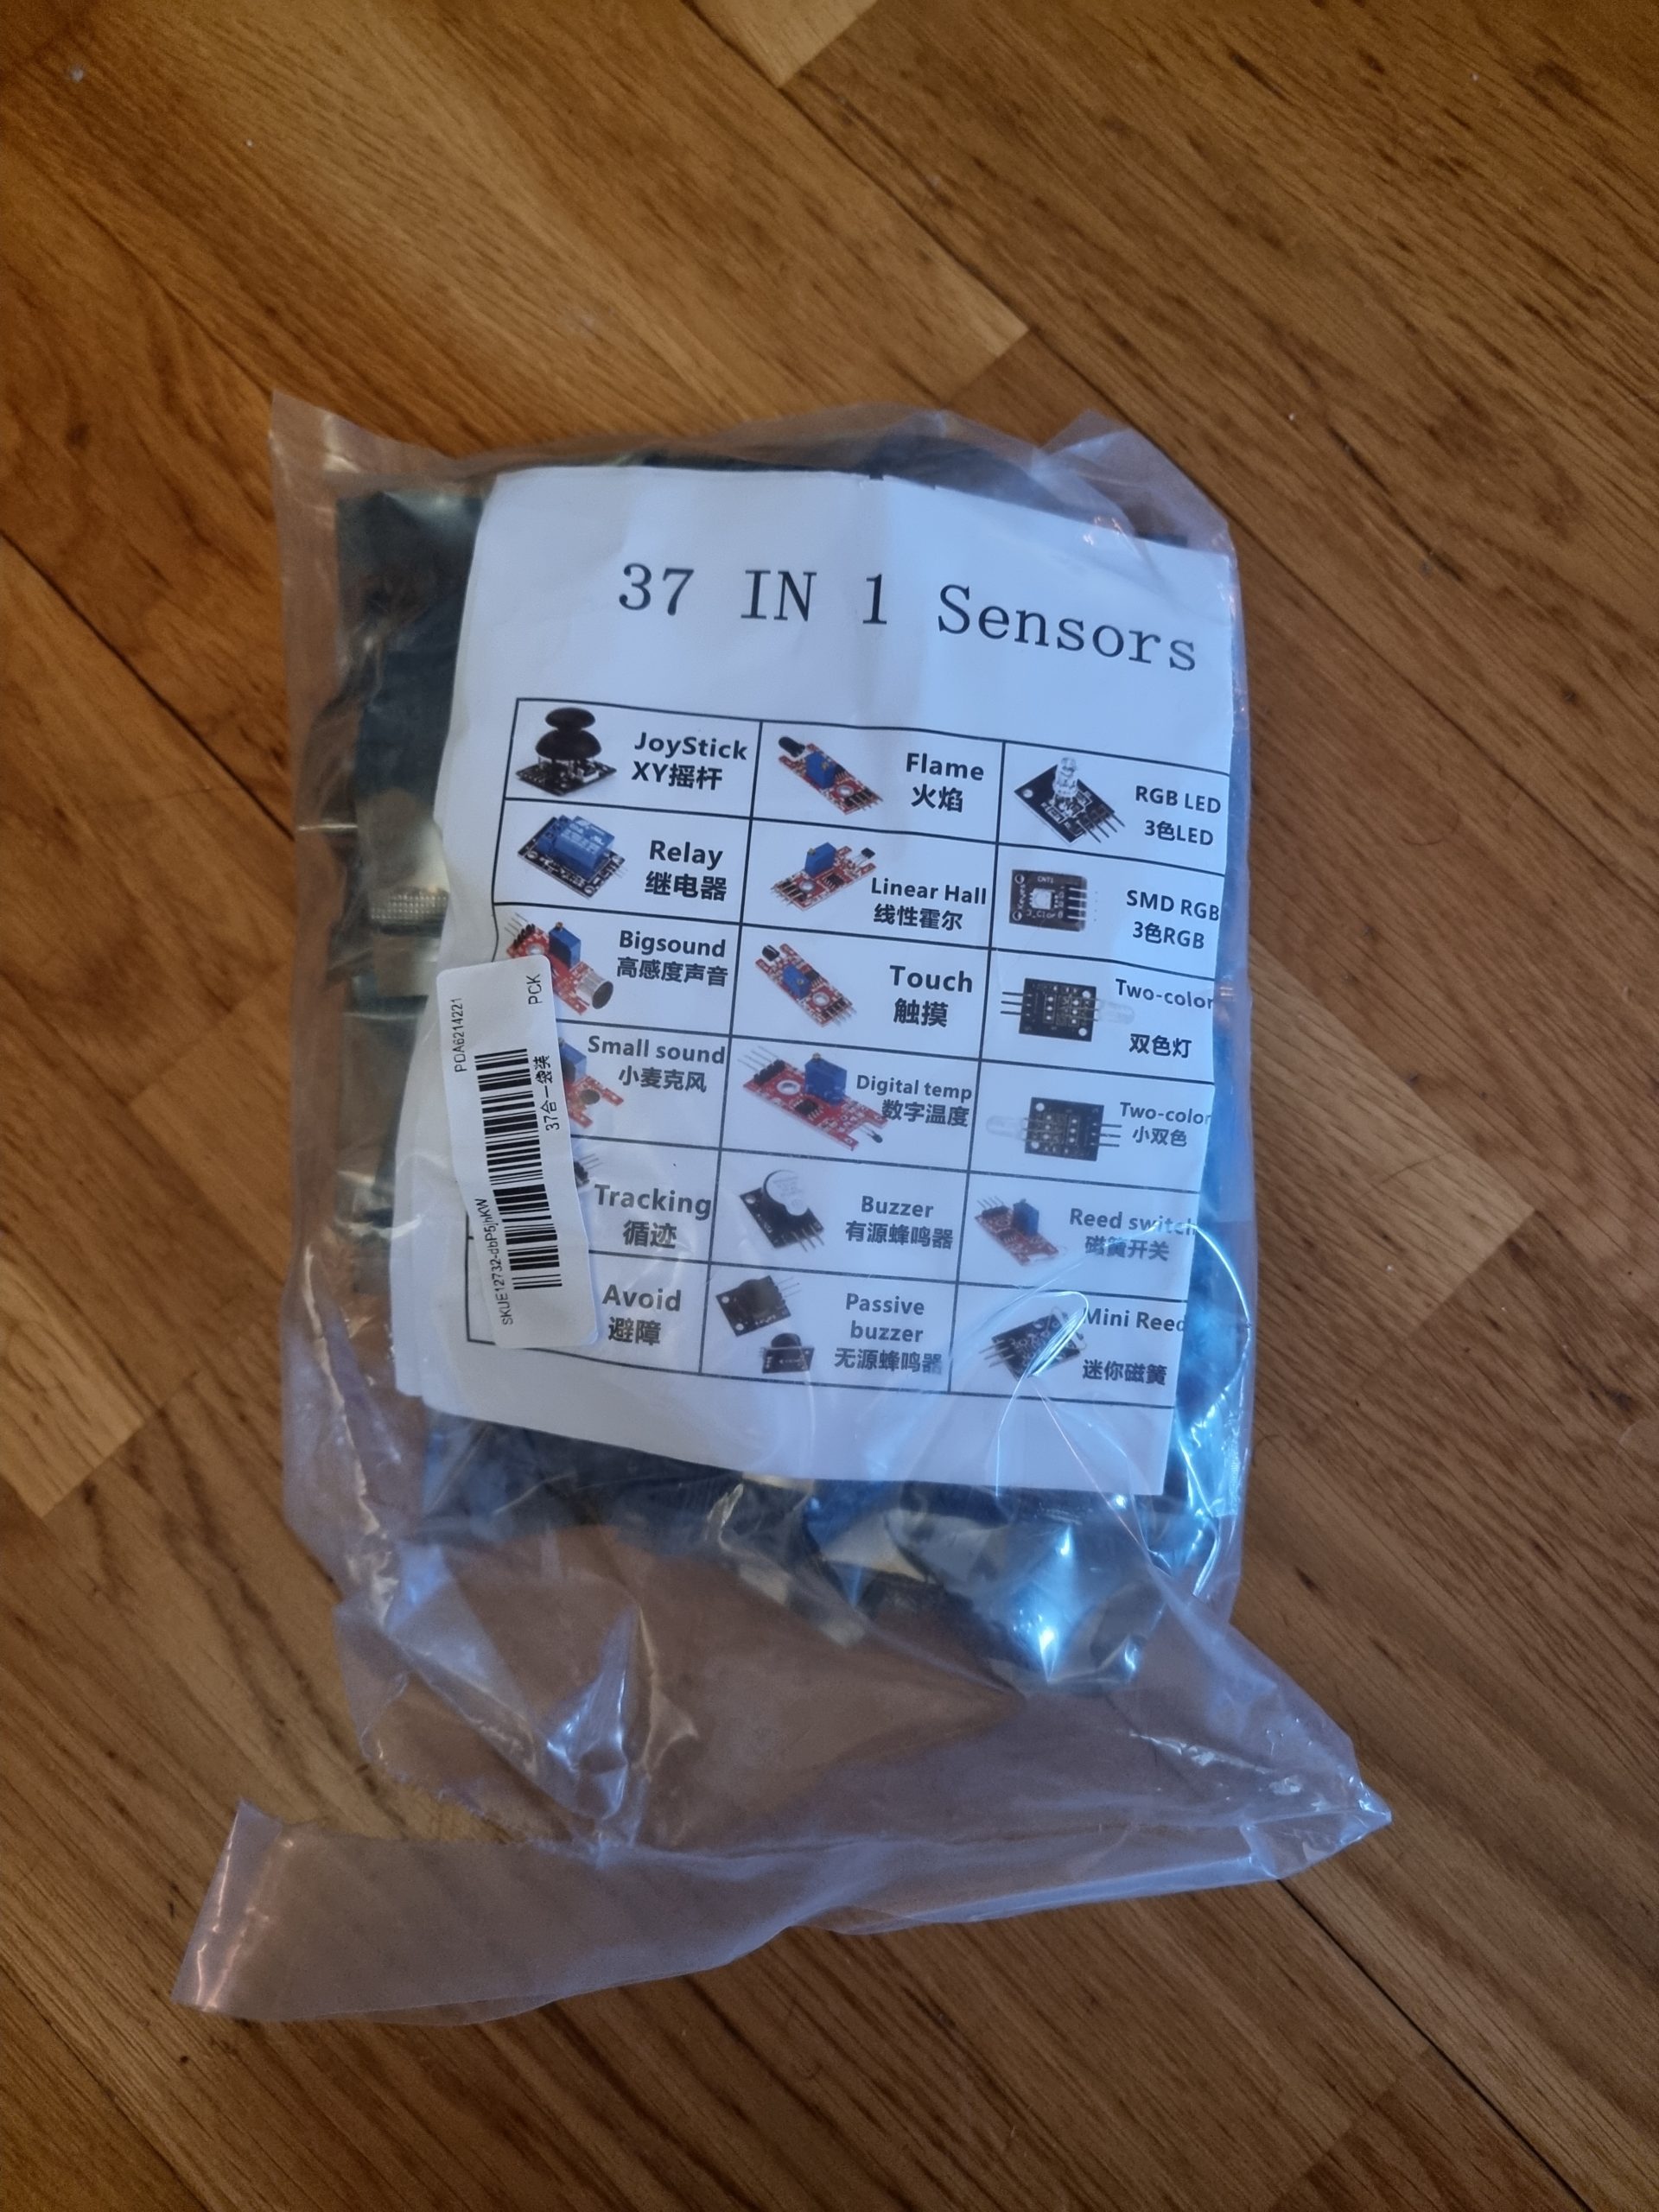 37 IN 1 Sensors
JoyStick
XY摇杆
Flame
火焰
RGB LED
3色LED
Relay
继电器
Linear Hall
线性霍尔
SMD RGB
3色RGB
Bigsound
高感度声音
Touch
触摸
Two-color
双色灯
Small sound
小麦克风
Digital temp
数字温度
Two-color
小双色
Tracking
循迹
Buzzer
有源蜂鸣器
Reed switch
磁簧开关
Avoid
避障
Passive
buzzer
无源蜂鸣器
Mini Reed
迷你磁簧
PDA6214221
PCK
SKUE12732-dbP5jhKW
37合一袋装